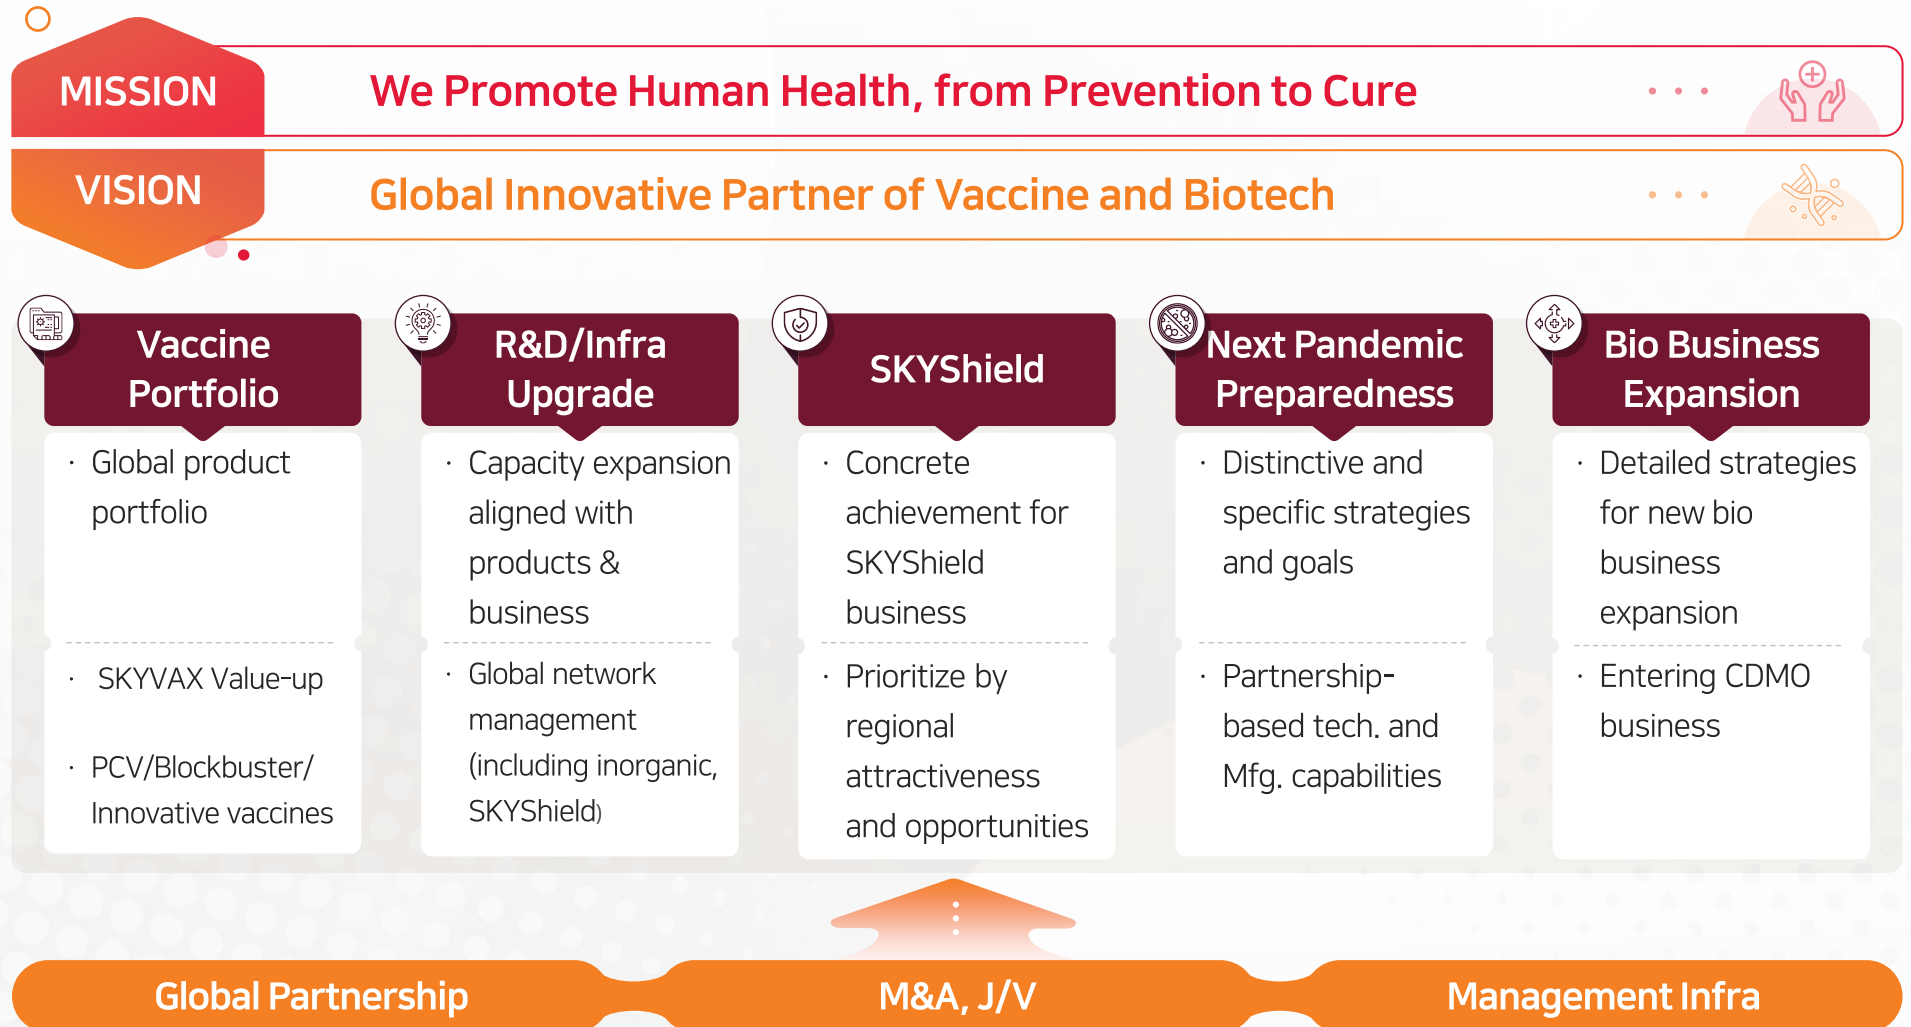 MISSION
We Promote Human Health, from Prevention to Cure
VISION
Global Innovative Partner of Vaccine and Biotech
Vaccine
Portfolio
· Global product
portfolio
· SKYVAX Value-up
· PCV/Blockbuster/
Innovative vaccines
R&D/Infra
Upgrade
· Capacity expansion
aligned with
products &
business
· Global network
management
(including inorganic,
SKYShield)
SKYShield
· Concrete
achievement for
SKYShield
business
· Prioritize by
regional
attractiveness
and opportunities
Next Pandemic
Preparedness
· Distinctive and
specific strategies
and goals
· Partnership-
based tech. and
Mfg. capabilities
Bio Business
Expansion
· Detailed strategies
for new bio
business
expansion
· Entering CDMO
business
Global Partnership
M&A, J/V
Management Infra